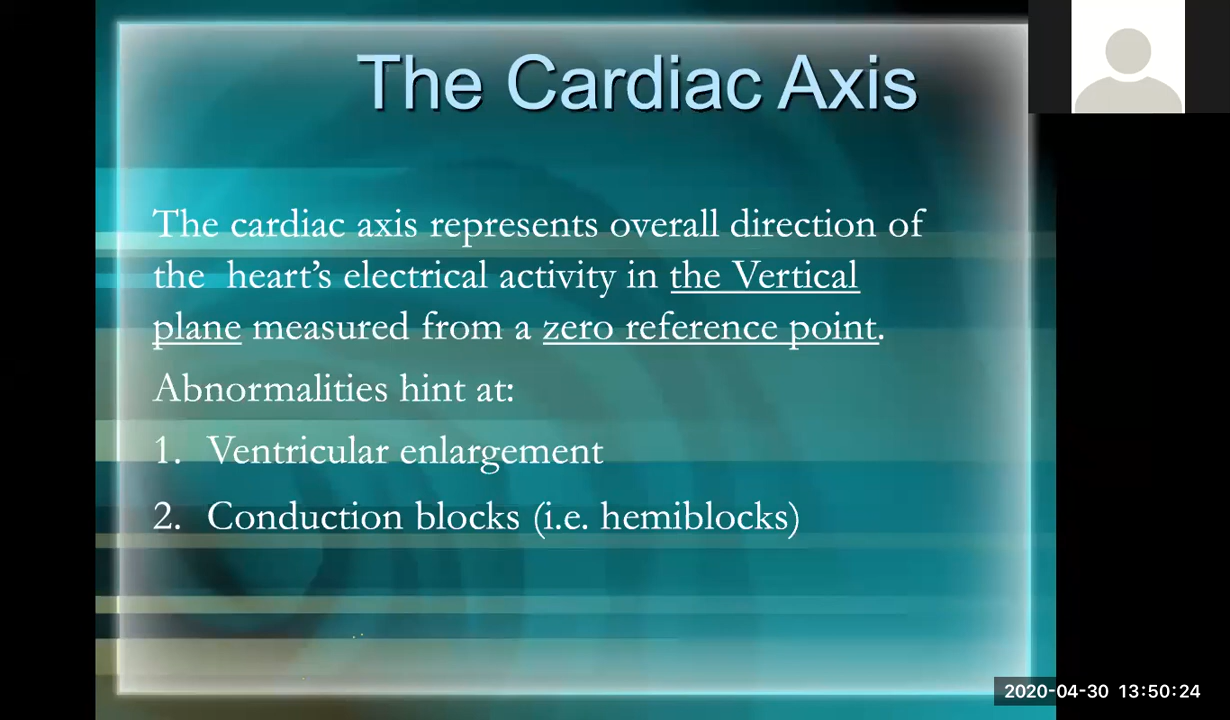 The Cardiac Axis
The cardiac axis represents overall direction of
the heart’s electrical activity in the Vertical
plane measured from a zero reference point.
Abnormalities hint at:
1. Ventricular enlargement
2. Conduction blocks (i.e. hemiblocks)
2020-04-30 13:50:24